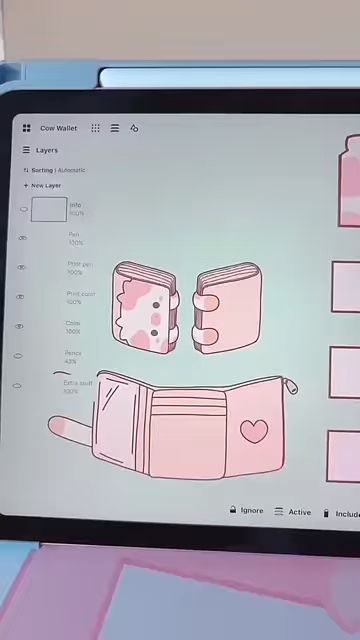 Cow Wallet
Layers
Sorting | Automatic
+ New Layer
Info
100%
Pen
100%
Print pen
100%
Print color
100%
Color
100%
Pencil
43%
Extra stuff
100%
Ignore
Active
Include